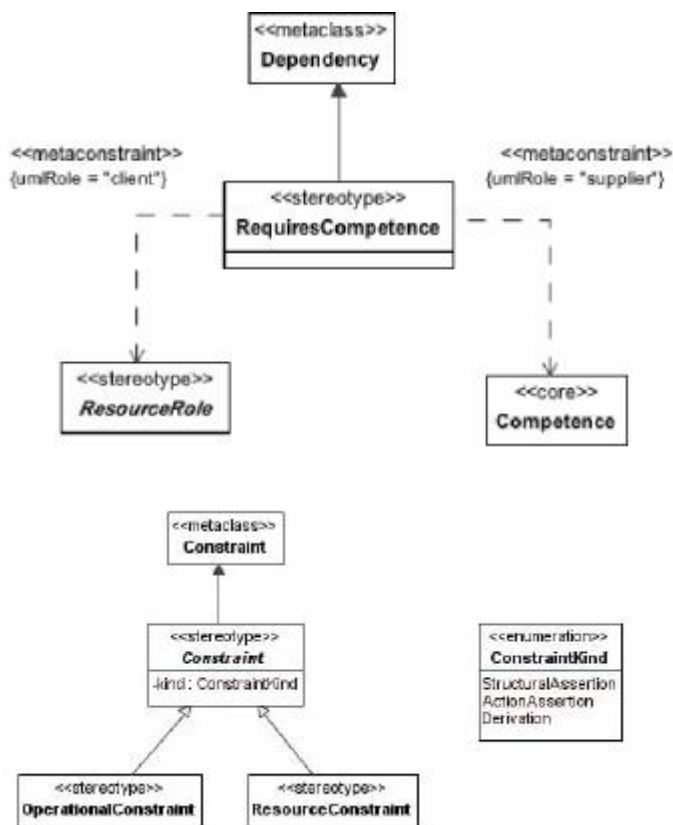 <<metaclass>>
Dependency
<<metaconstraint>>
{umlRole = "client"}
<<metaconstraint>>
{umlRole = "supplier"}
<<stereotype>>
RequiresCompetence
<<stereotype>>
ResourceRole
<<core>>
Competence
<<metaclass>>
Constraint
<<stereotype>>
Constraint
-kind : ConstraintKind
<<enumeration>>
ConstraintKind
StructuralAssertion
ActionAssertion
Derivation
<<stereotype>>
OperationalConstraint
<<stereotype>>
ResourceConstraint